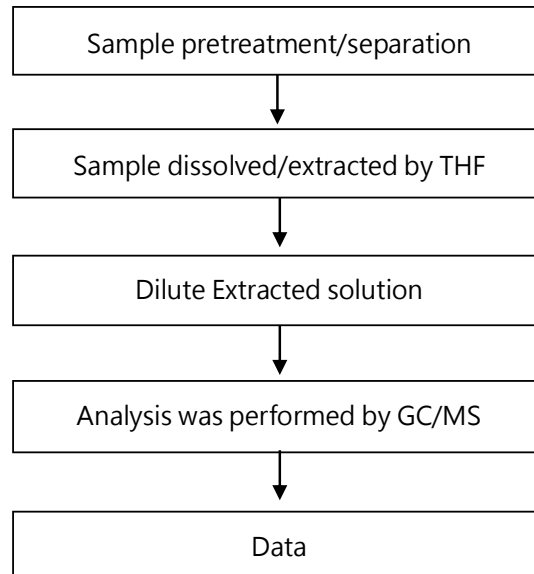 Sample pretreatment/separation
Sample dissolved/extracted by THF
Dilute Extracted solution
Analysis was performed by GC/MS
Data